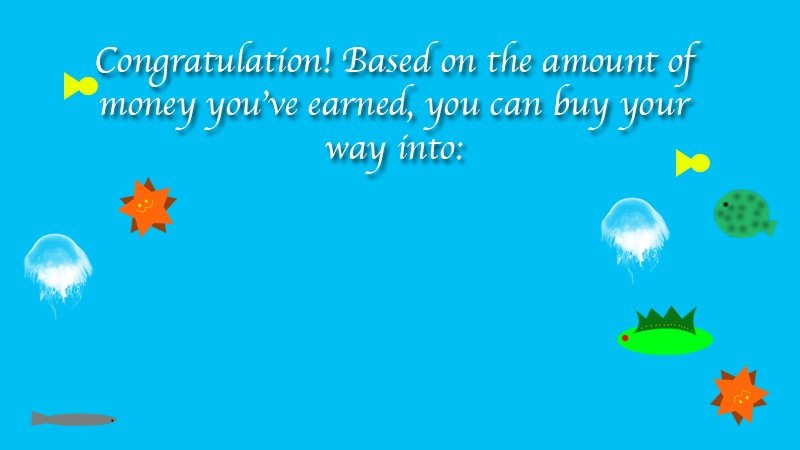 Congratulation! Based on the amount of
money you've earned, you can buy your
way into: